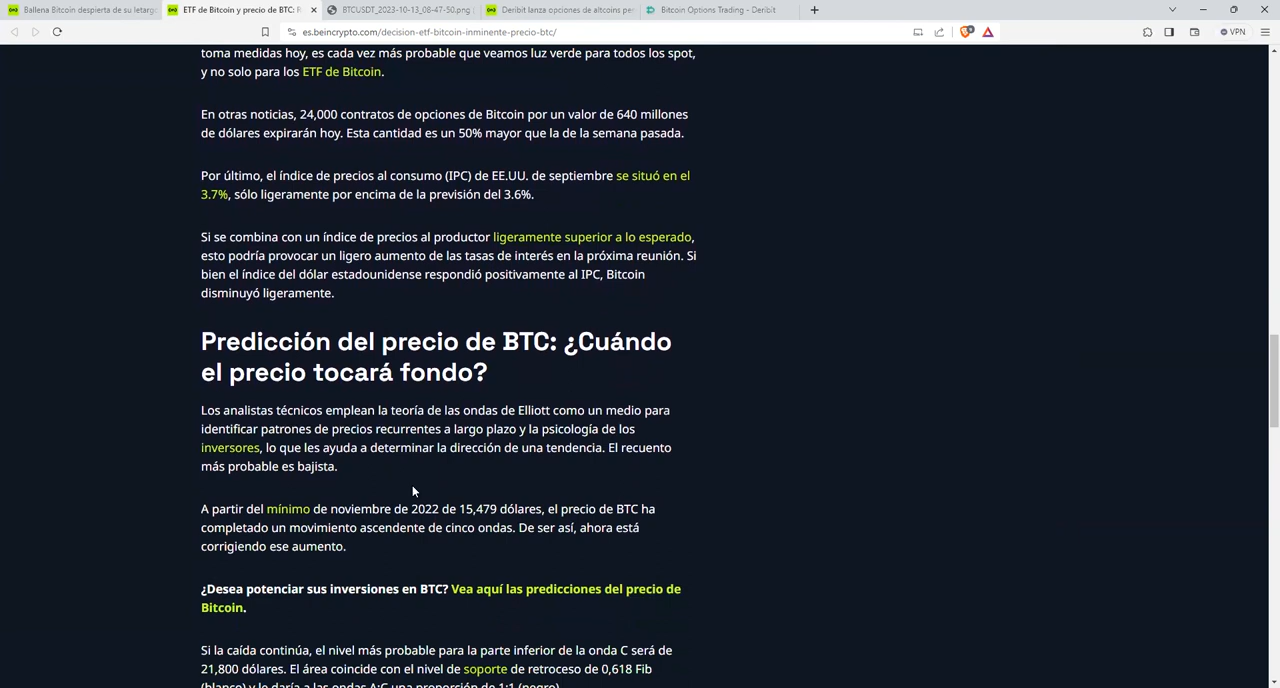 Ballena Bitcoin despierta de su letargo
ETF de Bitcoin y precio de BTC:
BTCUSDT_2023-10-13_08-47-50.png
Deribit lanza opciones de altcoins
Bitcoin Options Trading - Deribit
es.beincrypto.com/decision-etf-bitcoin-inminente-precio-btc/
VPN
toma medidas hoy, es cada vez más probable que veamos luz verde para todos los spot,
y no solo para los ETF de Bitcoin.
En otras noticias, 24,000 contratos de opciones de Bitcoin por un valor de 640 millones
de dólares expirarán hoy. Esta cantidad es un 50% mayor que la de la semana pasada.
Por último, el índice de precios al consumo (IPC) de EE.UU. de septiembre se situó en el
3.7%, sólo ligeramente por encima de la previsión del 3.6%.
Si se combina con un índice de precios al productor ligeramente superior a lo esperado,
esto podría provocar un ligero aumento de las tasas de interés en la próxima reunión. Si
bien el índice del dólar estadounidense respondió positivamente al IPC, Bitcoin
disminuyó ligeramente.
Predicción del precio de BTC: ¿Cuándo
el precio tocará fondo?
Los analistas técnicos emplean la teoría de las ondas de Elliott como un medio para
identificar patrones de precios recurrentes a largo plazo y la psicología de los
inversores, lo que les ayuda a determinar la dirección de una tendencia. El recuento
más probable es bajista.
A partir del mínimo de noviembre de 2022 de 15,479 dólares, el precio de BTC ha
completado un movimiento ascendente de cinco ondas. De ser así, ahora está
corrigiendo ese aumento.
¿Desea potenciar sus inversiones en BTC? Vea aquí las predicciones del precio de
Bitcoin.
Si la caída continúa, el nivel más probable para la parte inferior de la onda C será de
21,800 dólares. El área coincide con el nivel de soporte de retroceso de 0,618 Fib
(blanco) y le daría a las ondas A:C una proporción de 1:1 (negro).